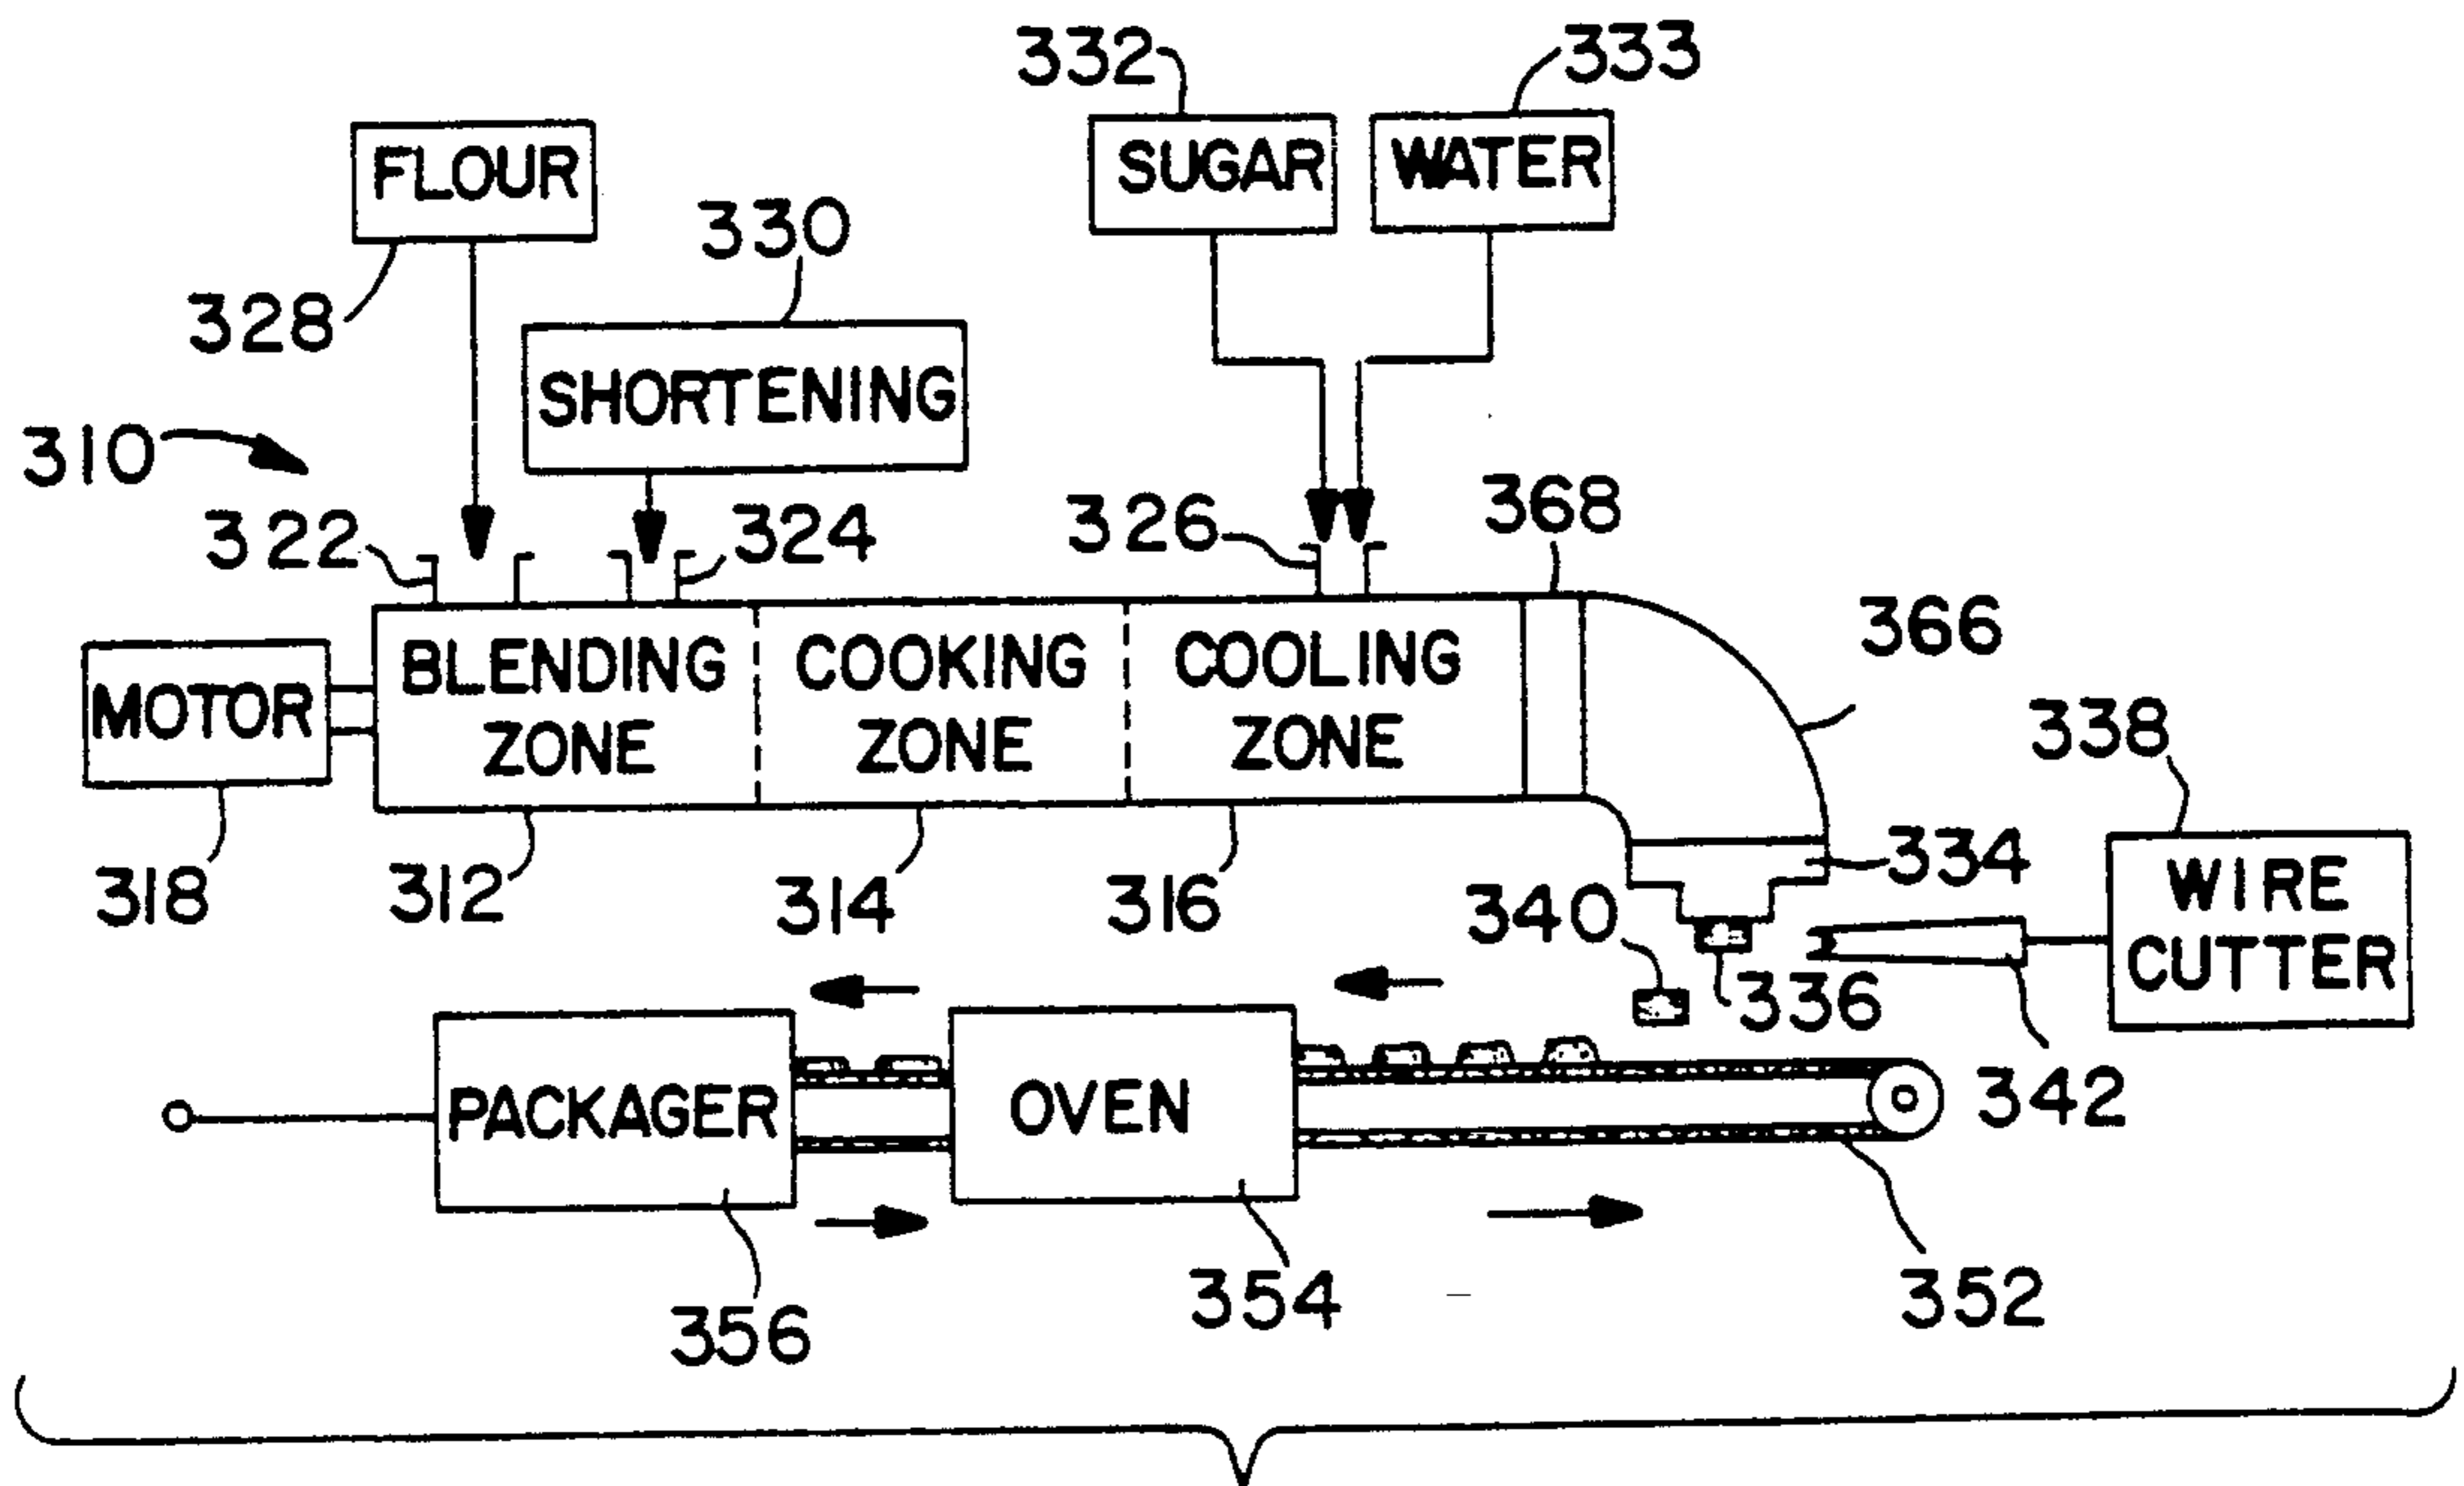 332
333
FLOUR
SUGAR
WATER
330
328
SHORTENING
310
322
324
326
368
366
MOTOR
BLENDING
ZONE
COOKING
ZONE
COOLING
ZONE
338
318
312
314
316
340
334
WIRE
CUTTER
336
342
PACKAGER
OVEN
356
354
352